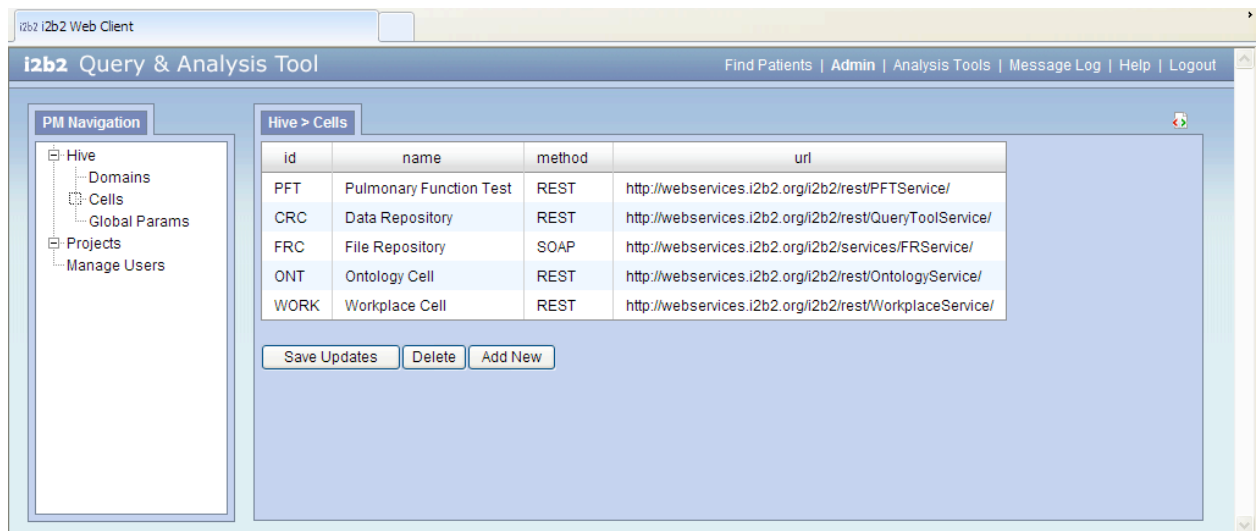 i2b2 i2b2 Web Client
i2b2 Query & Analysis Tool
Find Patients | Admin | Analysis Tools | Message Log | Help | Logout
PM Navigation
Hive
Domains
Cells
Global Params
Projects
Manage Users
Hive > Cells
id name method url
PFT Pulmonary Function Test REST http://webservices.i2b2.org/i2b2/rest/PFTService/
CRC Data Repository REST http://webservices.i2b2.org/i2b2/rest/QueryToolService/
FRC File Repository SOAP http://webservices.i2b2.org/i2b2/services/FRService/
ONT Ontology Cell REST http://webservices.i2b2.org/i2b2/rest/OntologyService/
WORK Workplace Cell REST http://webservices.i2b2.org/i2b2/rest/WorkplaceService/
Save Updates Delete Add New